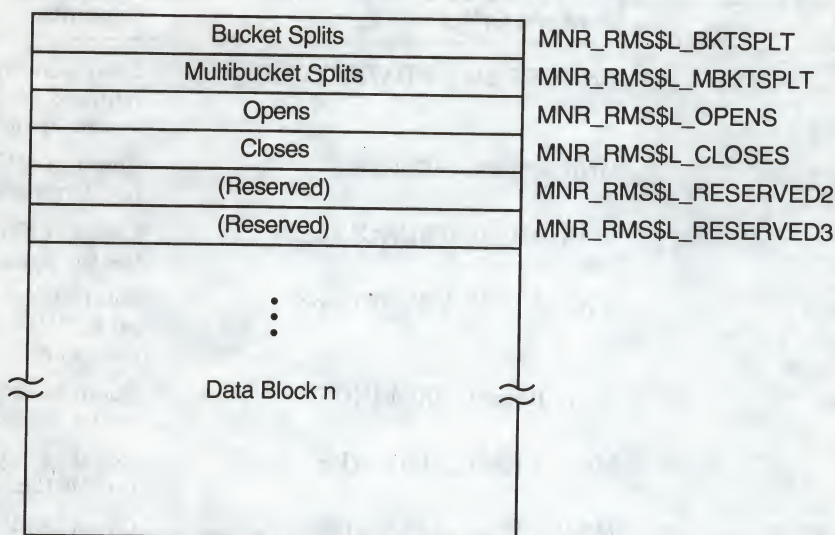 Bucket Splits MNR_RMS$L_BKTSPLT
Multibucket Splits MNR_RMS$L_MBKTSPLT
Opens MNR_RMS$L_OPENS
Closes MNR_RMS$L_CLOSES
(Reserved) MNR_RMS$L_RESERVED2
(Reserved) MNR_RMS$L_RESERVED3
Data Block n